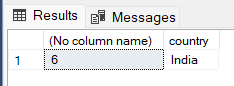 Results Messages
(No column name) country
1 6 India